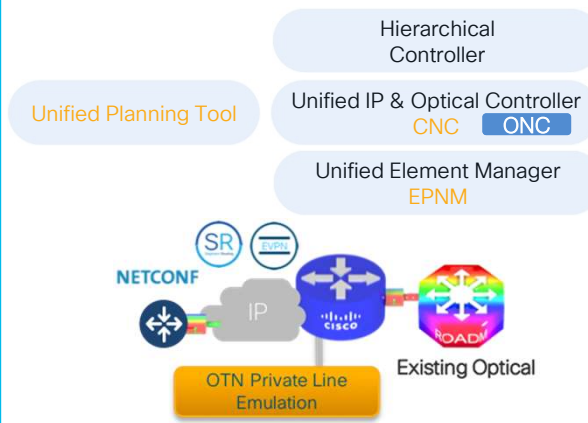 Hierarchical
Controller
Unified Planning Tool
Unified IP & Optical Controller
CNC ONC
Unified Element Manager
EPNM
SR
EVPN
NETCONF
IP
CISCO
ROADM
Existing Optical
OTN Private Line
Emulation